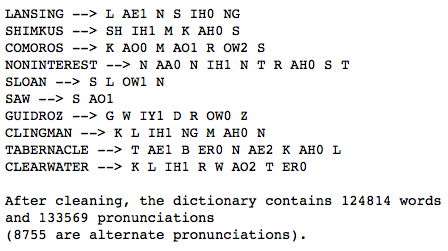 LANSING --> L AE1 N S IH0 NG
SHIMKUS --> SH IH1 M K AH0 S
COMOROS --> K AO0 M AO1 R OW2 S
NONINTEREST --> N AA0 N IH1 N T R AH0 S T
SLOAN --> S L OW1 N
SAW --> S AO1
GUIDROZ --> G W IY1 D R OW0 Z
CLINGMAN --> K L IH1 NG M AH0 N
TABERNACLE --> T AE1 B ER0 N AE2 K AH0 L
CLEARWATER --> K L IH1 R W AO2 T ER0
After cleaning, the dictionary contains 124814 words
and 133569 pronunciations
(8755 are alternate pronunciations).